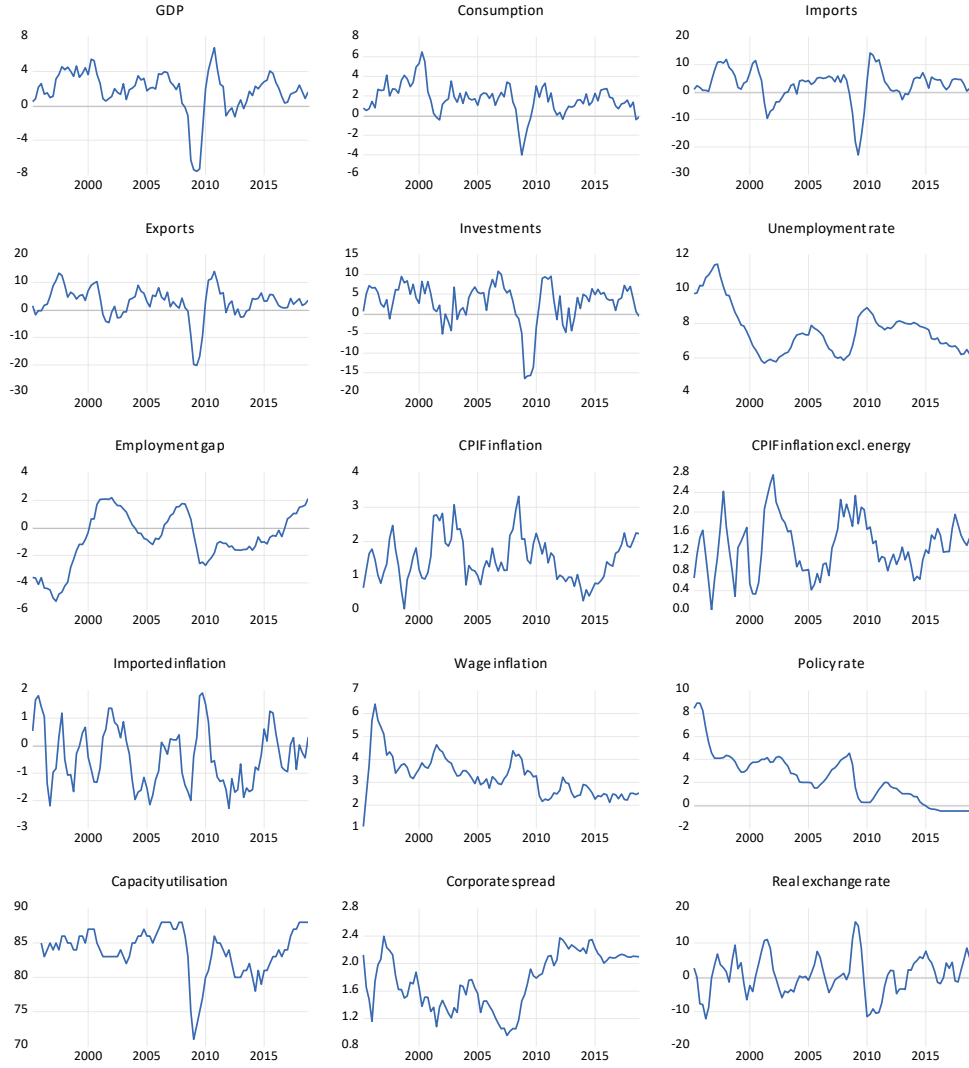 GDP Consumption Imports
8 8 20
6
4 10
4
0 2 0
0 -10
-4
-2
-20
-4
-8 -6 -30
2000 2005 2010 2015 2000 2005 2010 2015 2000 2005 2010 2015
Exports Investments Unemployment rate
20 15 12
10 10
5 10
0 0
8
-10 -5
-10 6
-20
-15
-30 -20 4
2000 2005 2010 2015 2000 2005 2010 2015 2000 2005 2010 2015
Employment gap CPIF inflation CPIF inflation excl. energy
4 4 2.8
2 2.4
3
2.0
0
1.6
2
-2 1.2
1 0.8
-4
0.4
-6 0 0.0
2000 2005 2010 2015 2000 2005 2010 2015 2000 2005 2010 2015
Imported inflation Wage inflation Policy rate
2 7 10
1 6 8
5 6
0
4 4
-1
3 2
-2 2 0
-3 1 -2
2000 2005 2010 2015 2000 2005 2010 2015 2000 2005 2010 2015
Capacity utilisation Corporate spread Real exchange rate
90 2.8 20
85 2.4 10
2.0
80 0
1.6
75 -10
1.2
70 0.8 -20
2000 2005 2010 2015 2000 2005 2010 2015 2000 2005 2010 2015